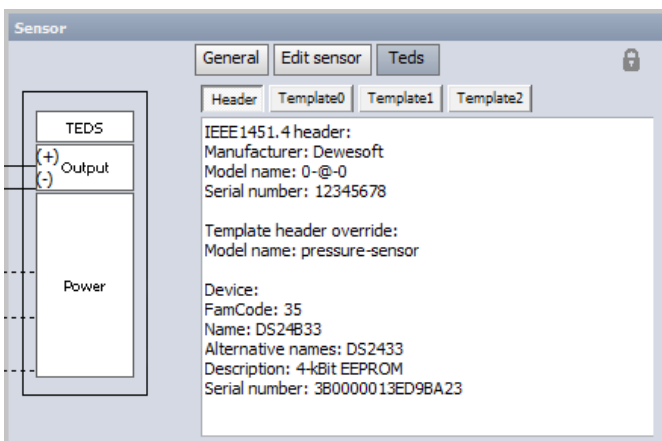 Sensor
General
Edit sensor
Teds
Header
Template0
Template1
Template2
TEDS
(+)
Output
(-)
Power
IEEE1451.4 header:
Manufacturer: Dewesoft
Model name: 0-@-0
Serial number: 12345678
Template header override:
Model name: pressure-sensor
Device:
FamCode: 35
Name: DS24B33
Alternative names: DS2433
Description: 4-kBit EEPROM
Serial number: 3B0000013ED9BA23